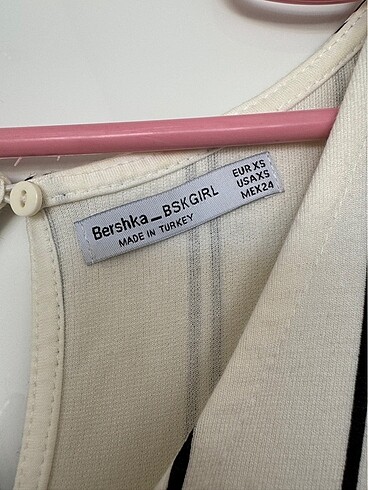 Bershka_BSKGIRL
MADE IN TURKEY
EUR XS
USA XS
MEX 24